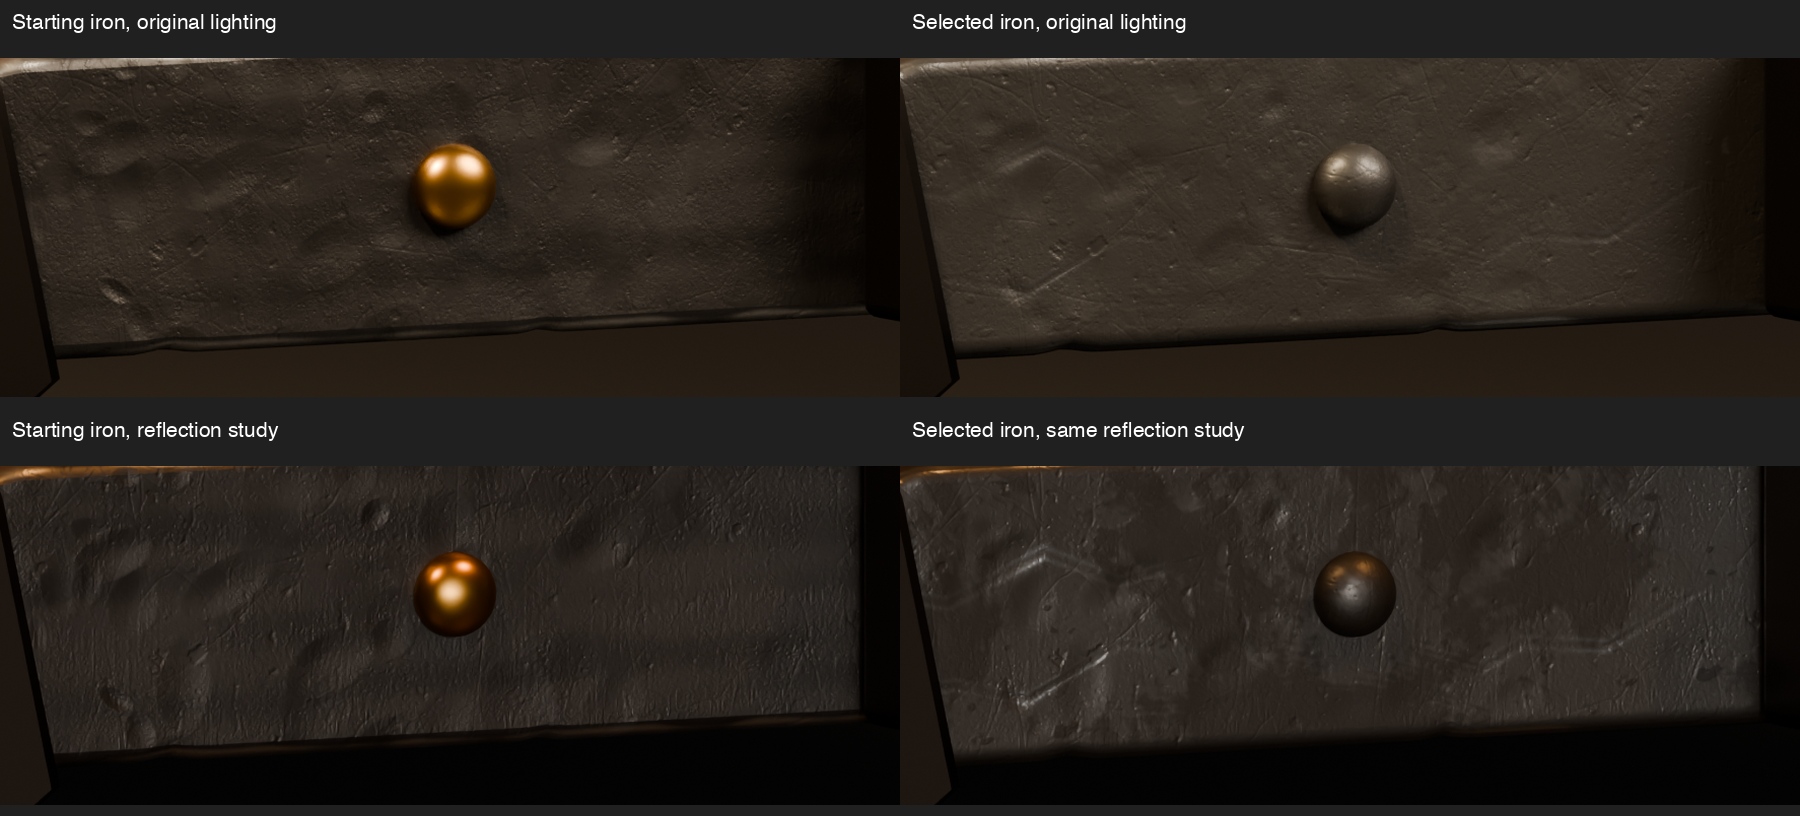 Starting iron, original lighting
Selected iron, original lighting
Starting iron, reflection study
Selected iron, same reflection study